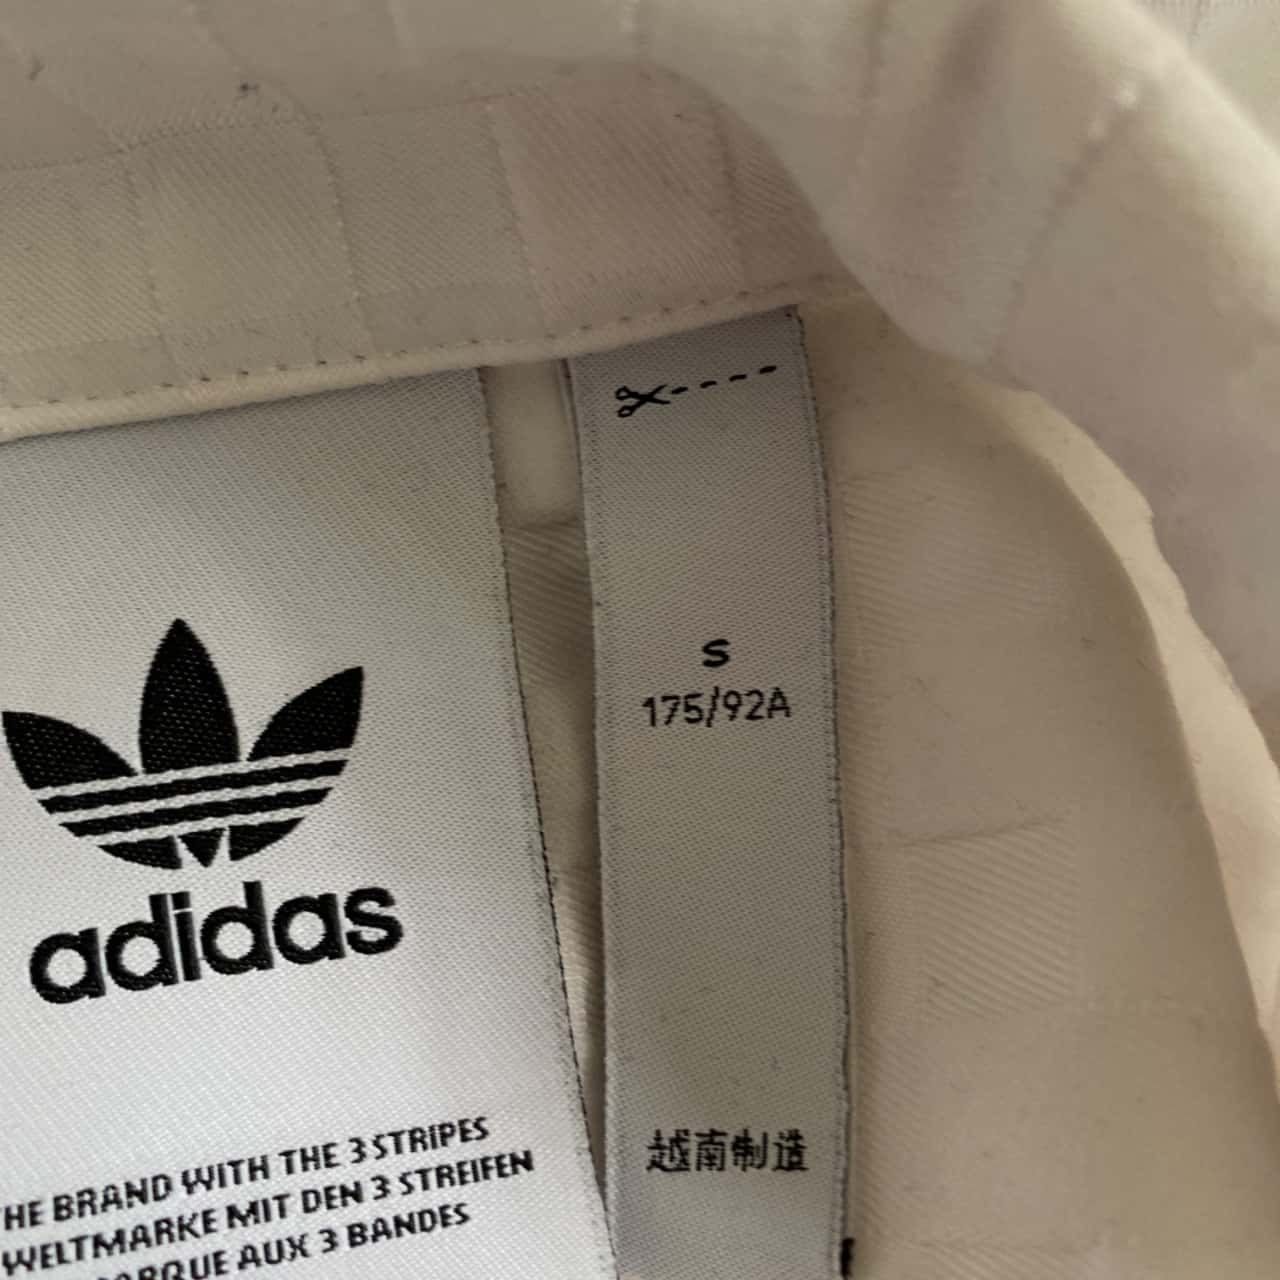 adidas
THE BRAND WITH THE 3 STRIPES
WELTMARKE MIT DEN 3 STREIFEN
AUX 3 BANDES
S
175/92A
越南制造